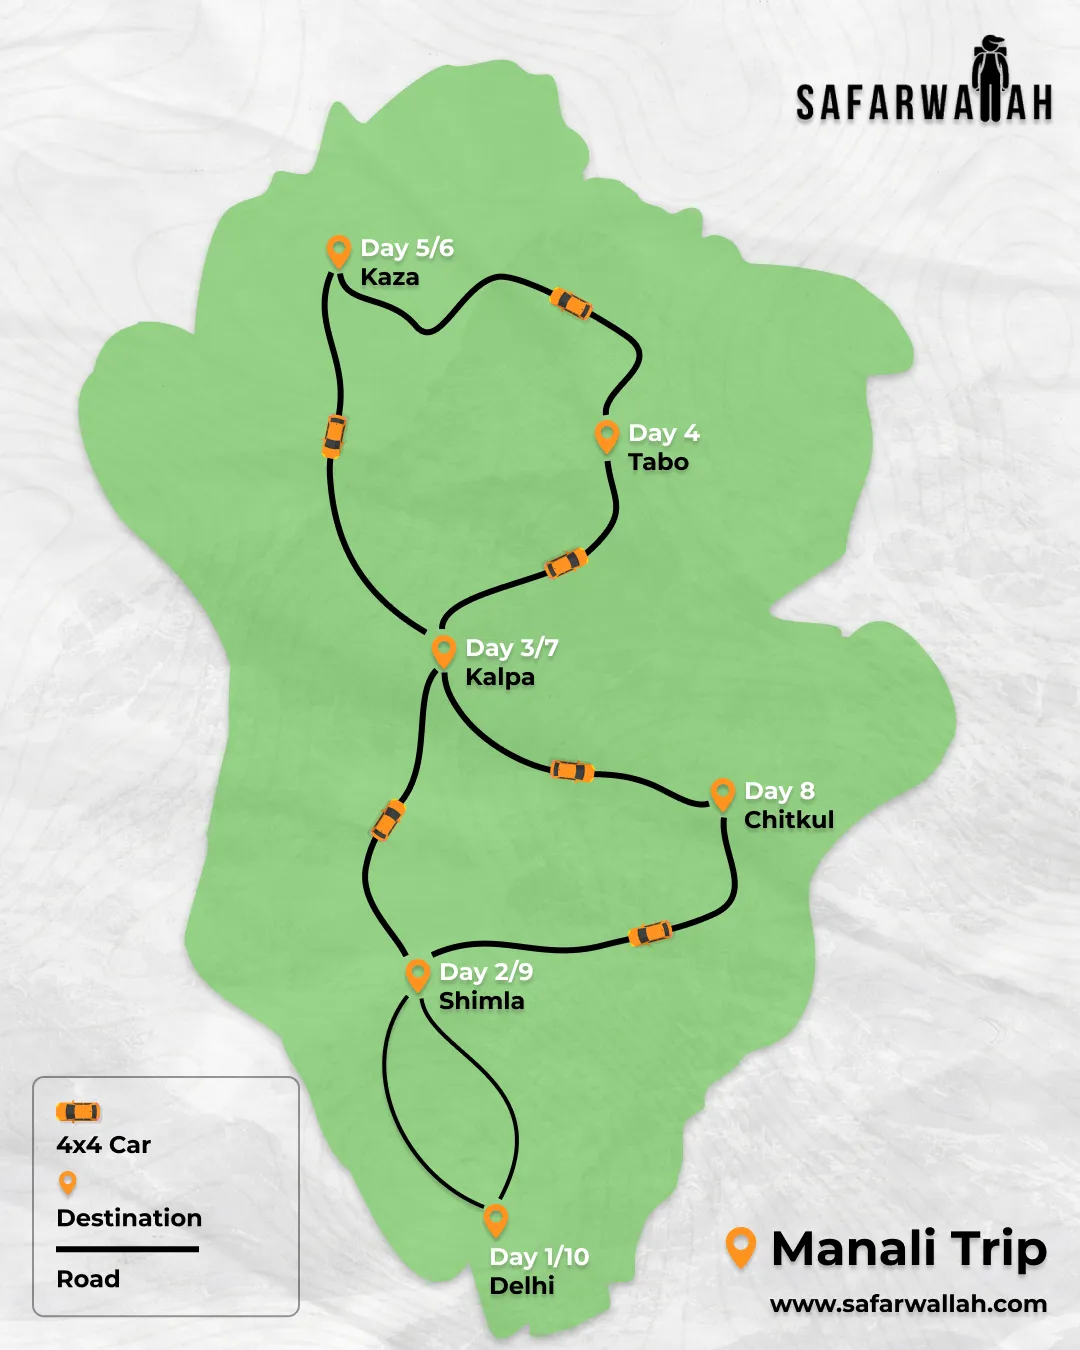 SAFARWALLAH
Day 5/6
Kaza
Day 4
Tabo
Day 3/7
Kalpa
Day 8
Chitkul
Day 2/9
Shimla
Day 1/10
Delhi
4x4 Car
Destination
Road
Manali Trip
www.safarwallah.com